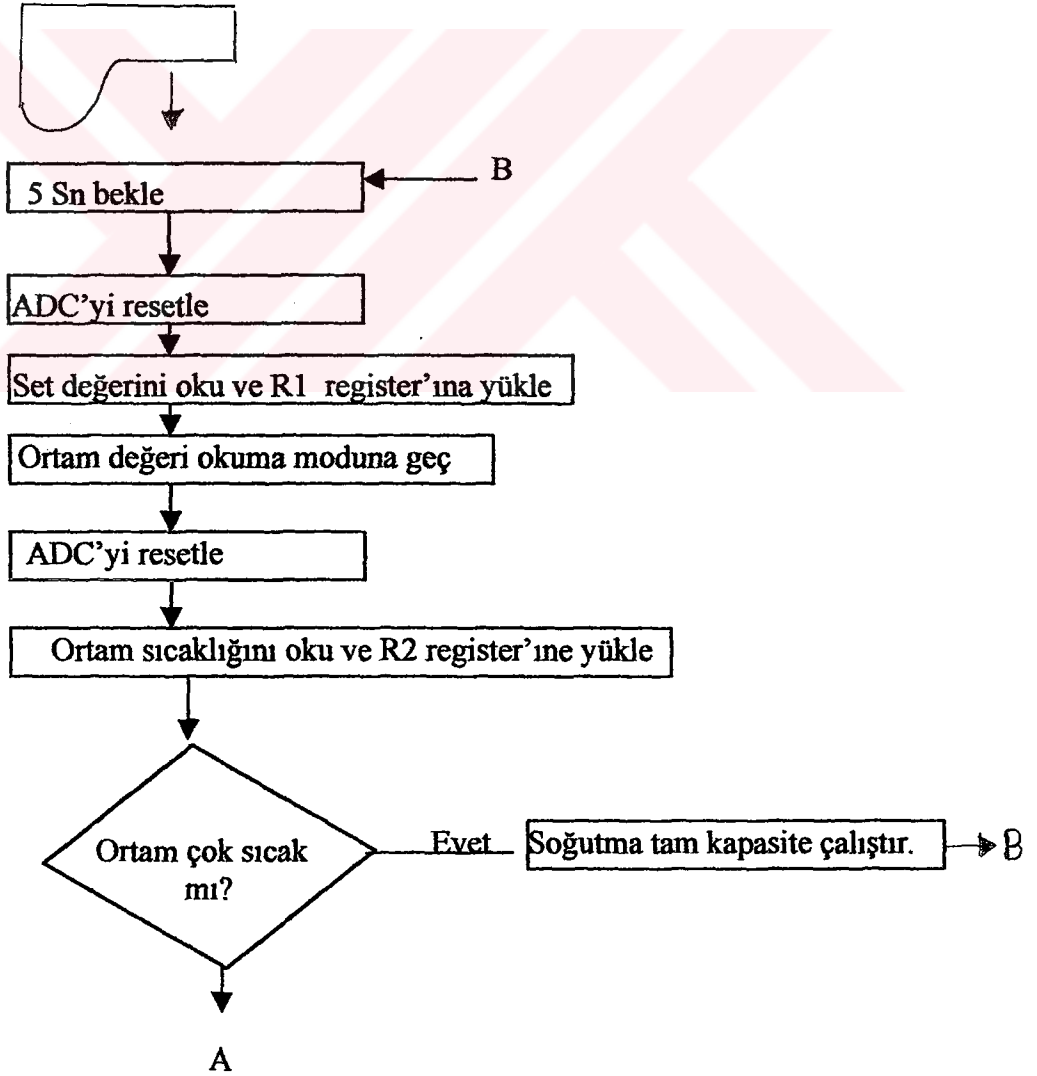 B
5 Sn bekle
ADC'yi resetle
Set değerini oku ve R1 register'ına yükle
Ortam değeri okuma moduna geç
ADC'yi resetle
Ortam sıcaklığını oku ve R2 register'ıne yükle
Ortam çok sıcak
mı?
Evet
Soğutma tam kapasite çalıştır.
B
A